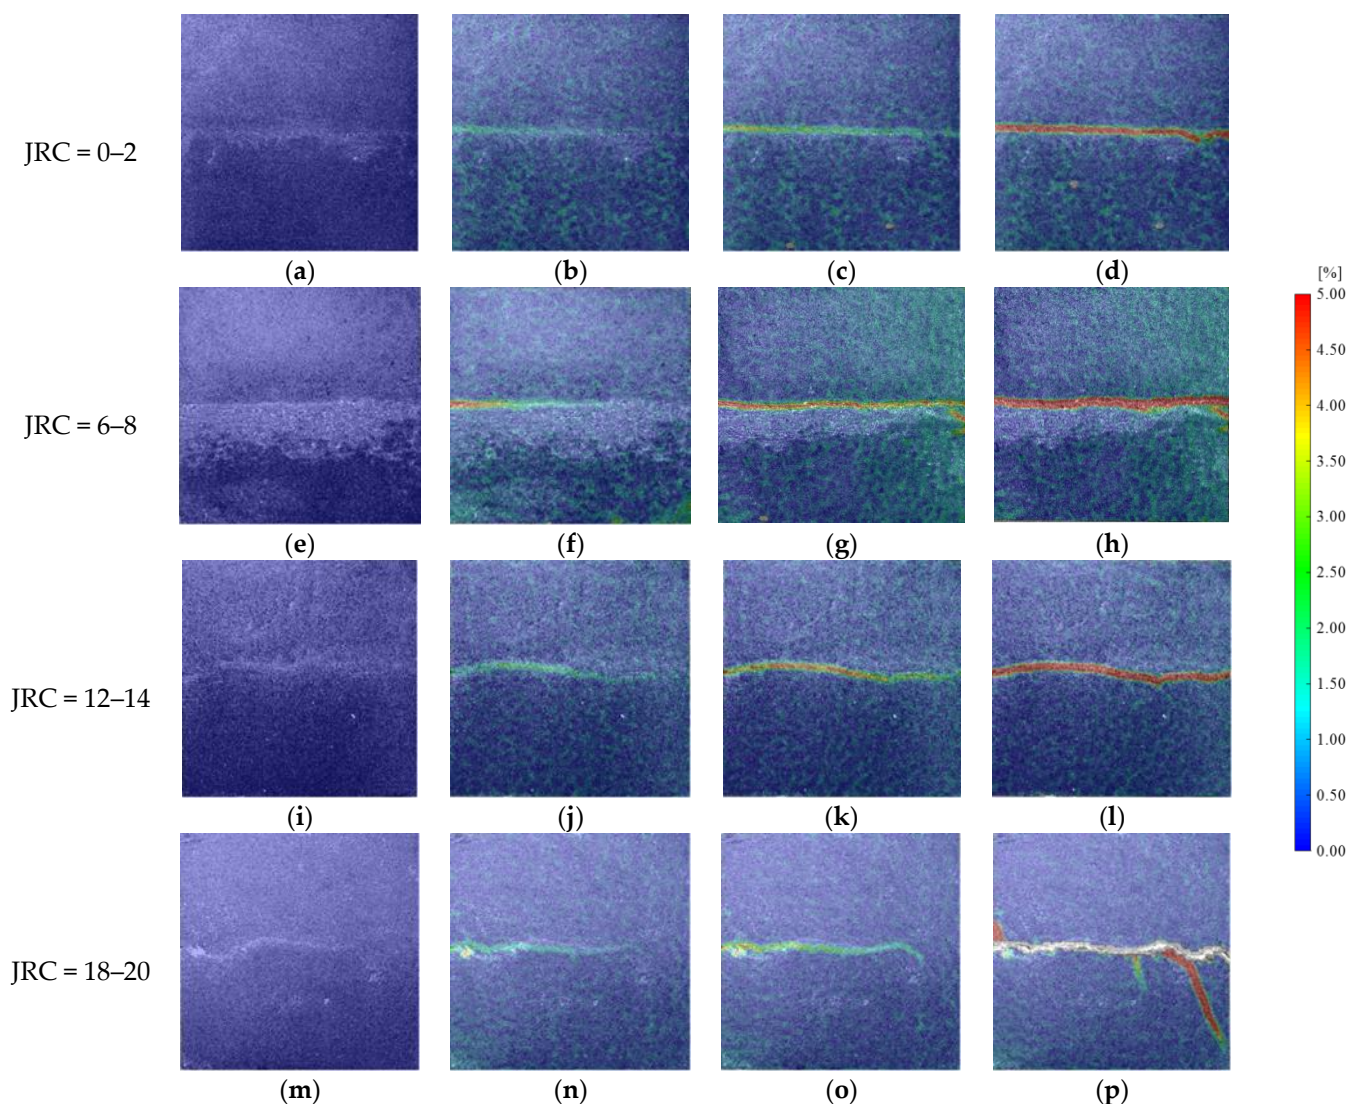 JRC = 0–2
(a) (b) (c) (d)
[%]
5.00
JRC = 6–8
4.50
4.00
3.50
(e) (f) (g) (h)
3.00
2.50
2.00
JRC = 12–14
1.50
1.00
0.50
(i) (j) (k) (l)
0.00
JRC = 18–20
(m) (n) (o) (p)